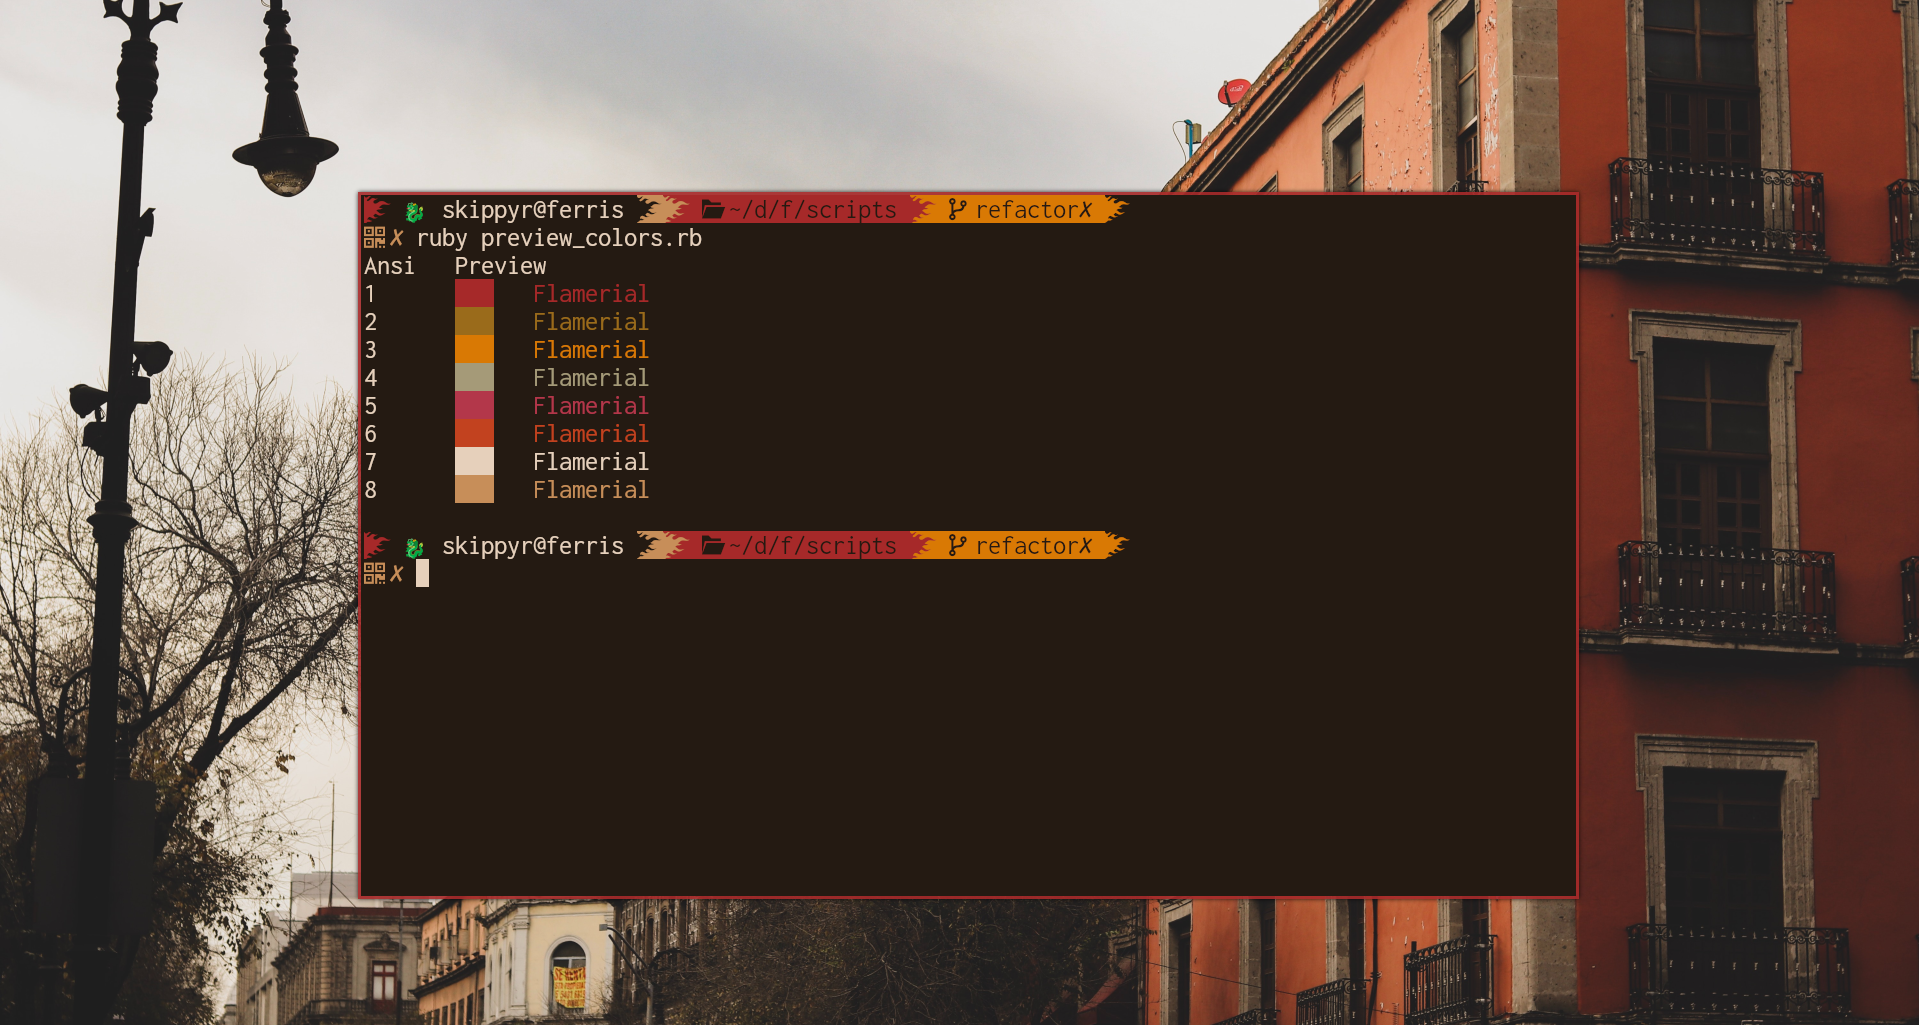 skippyr@ferris ~/d/f/scripts refactor✗
✗ ruby preview_colors.rb
Ansi Preview
1 Flamerial
2 Flamerial
3 Flamerial
4 Flamerial
5 Flamerial
6 Flamerial
7 Flamerial
8 Flamerial
skippyr@ferris ~/d/f/scripts refactor✗
✗